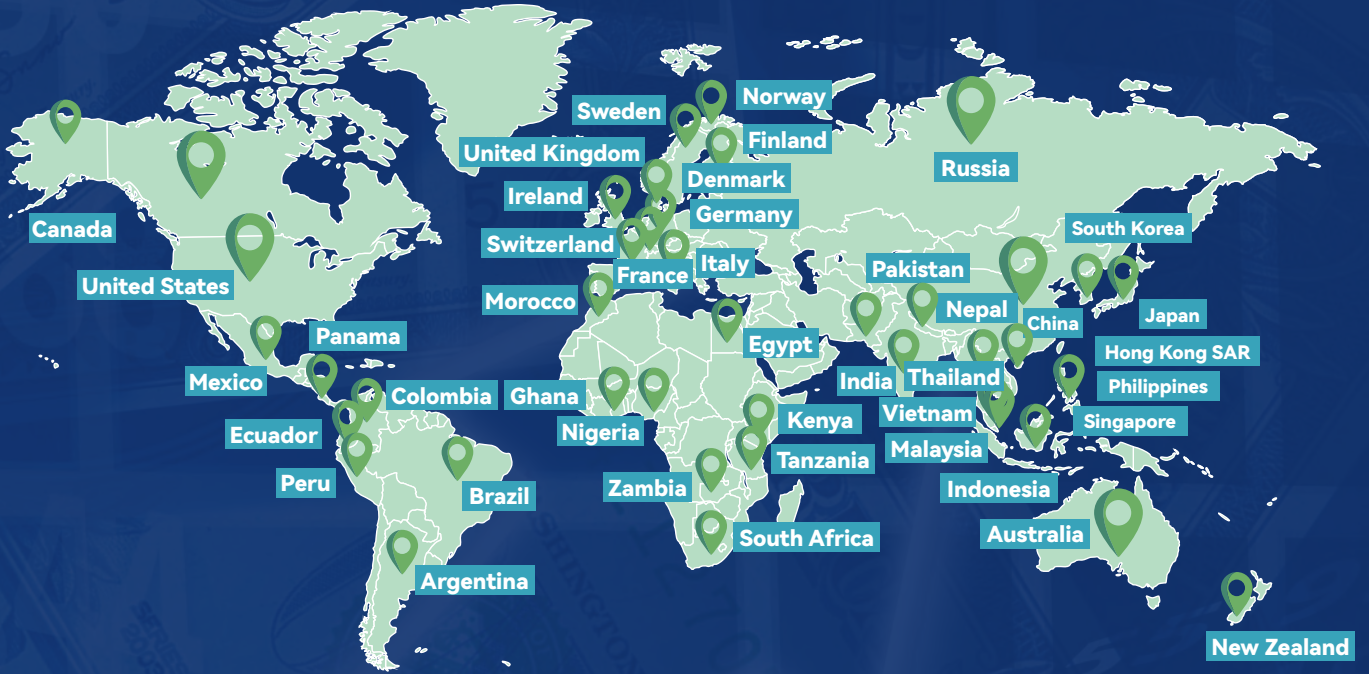 Norway
Sweden
Finland
United Kingdom
Russia
Denmark
Ireland
Germany
Canada
South Korea
Switzerland
Italy
Pakistan
France
United States
Morocco
Nepal
Japan
China
Panama
Egypt
Hong Kong SAR
Mexico
India
Thailand
Philippines
Colombia
Ghana
Vietnam
Kenya
Singapore
Nigeria
Ecuador
Malaysia
Tanzania
Peru
Zambia
Indonesia
Brazil
Australia
South Africa
Argentina
New Zealand
SHINGTON